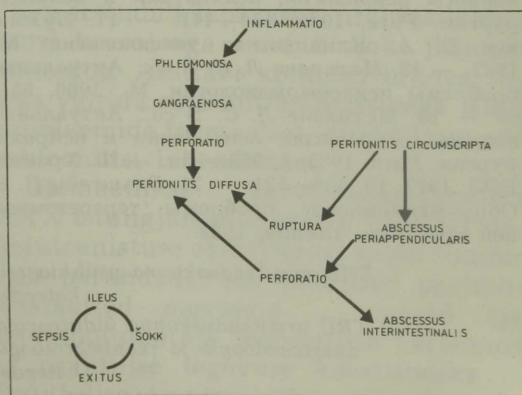 INFLAMMATIO
PHLEGMONOSA
GANGRAENOSA
PERFORATIO
PERITONITIS CIRCUMSCRIPTA
PERITONITIS DIFFUSA
RUPTURA
ABSCESSUS
PERIAPPENDICULARIS
PERFORATIO
ABSCESSUS
INTERINTESTINALIS
ILEUS
SEPSIS
ŠOKK
EXITUS